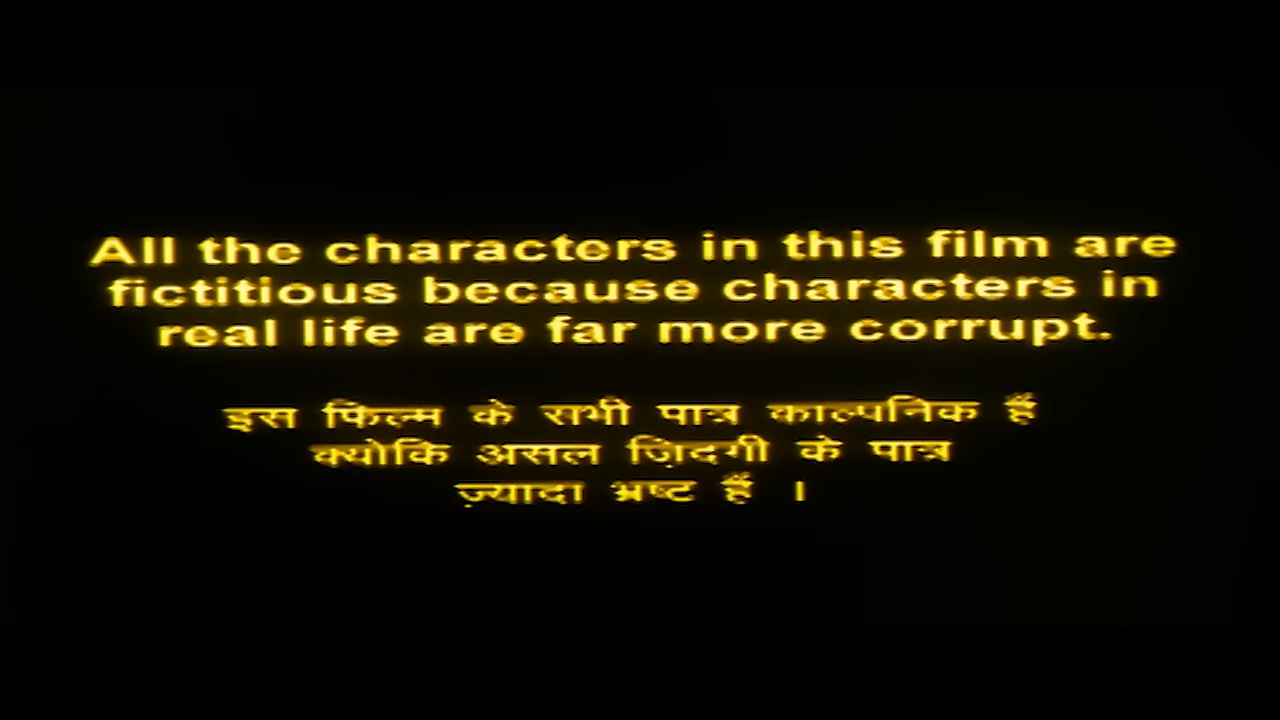 All the characters in this film are
fictitious because characters in
real life are far more corrupt.
इस फिल्म के सभी पात्र काल्पनिक हैं
क्योकि असल ज़िदगी के पात्र
ज़्यादा भ्रष्ट हैं ।